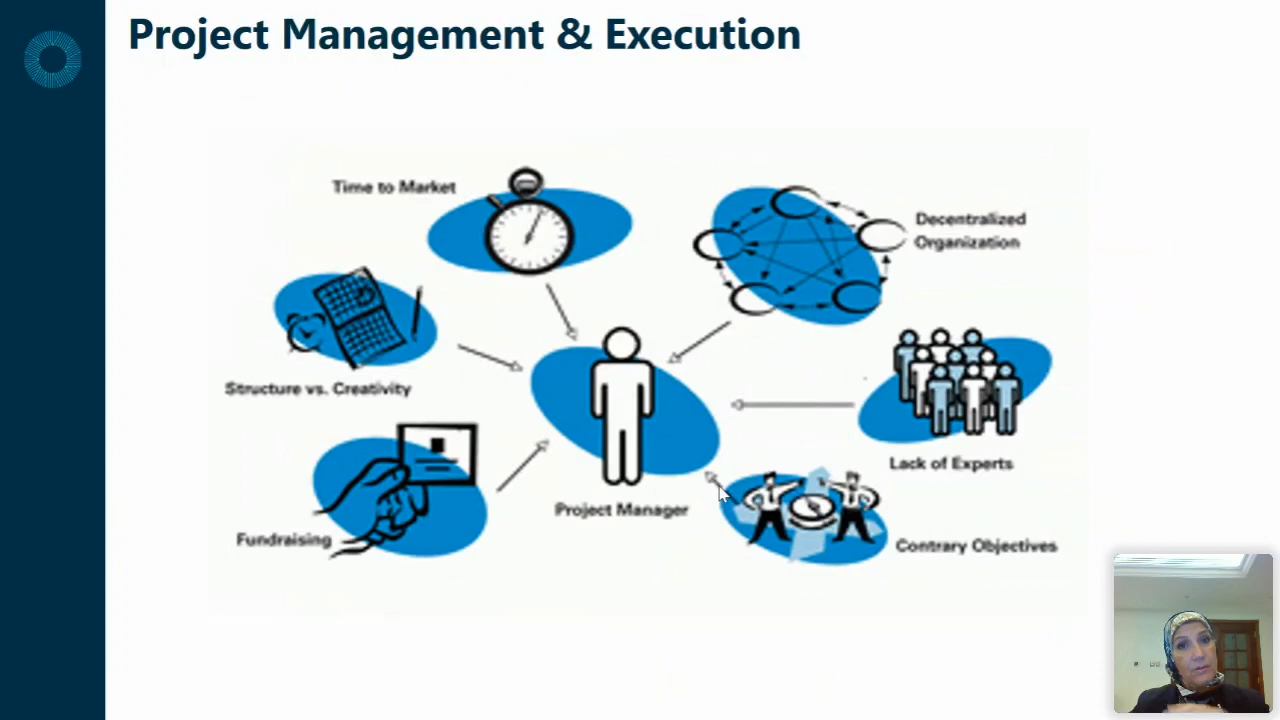 Project Management & Execution
Time to Market
Decentralized
Organization
Structure vs. Creativity
Lack of Experts
Project Manager
Fundraising
Contrary Objectives